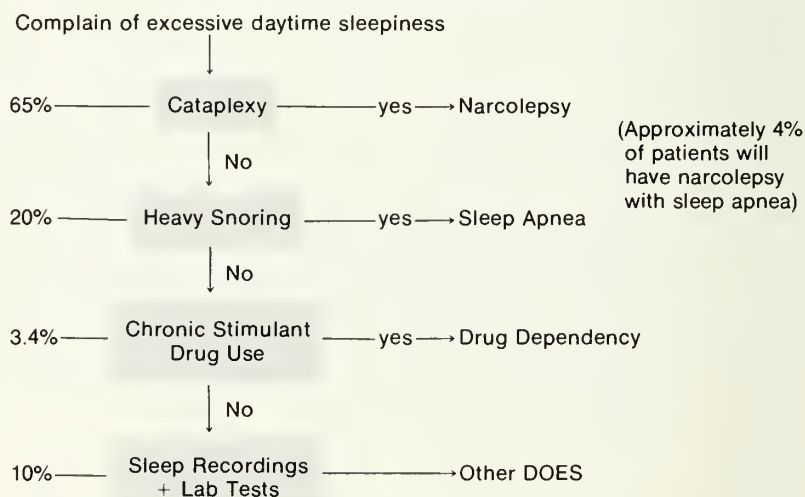 Complain of excessive daytime sleepiness
65% Cataplexy yes Narcolepsy
(Approximately 4%
of patients will
have narcolepsy
with sleep apnea)
No
20% Heavy Snoring yes Sleep Apnea
No
3.4% Chronic Stimulant
Drug Use yes Drug Dependency
No
10% Sleep Recordings
+ Lab Tests Other DOES